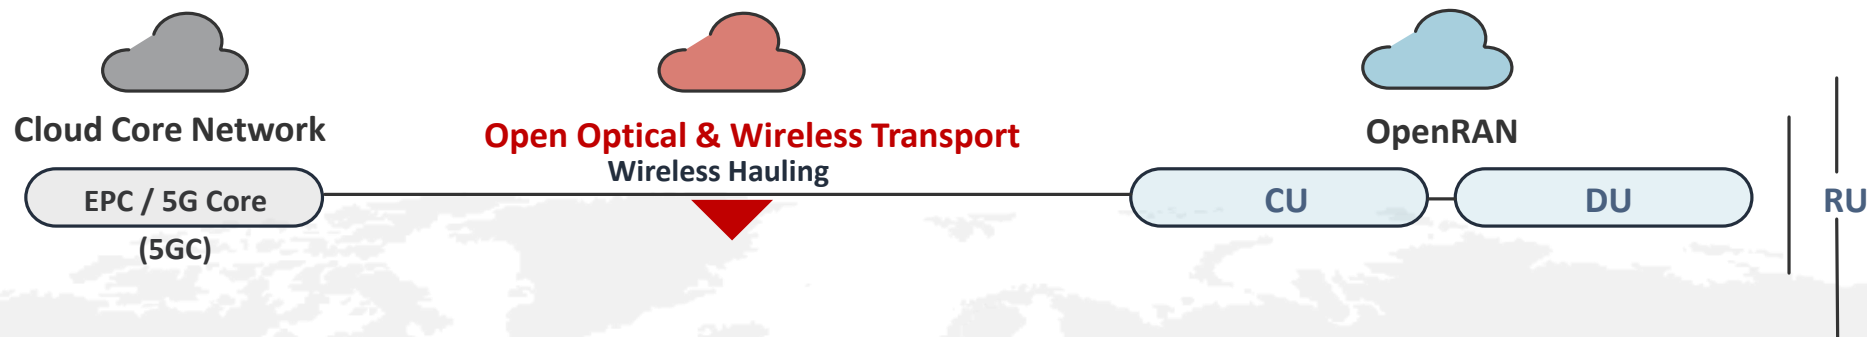 Cloud Core Network
EPC / 5G Core
(5GC)
Open Optical & Wireless Transport
Wireless Hauling
OpenRAN
CU
DU
RU